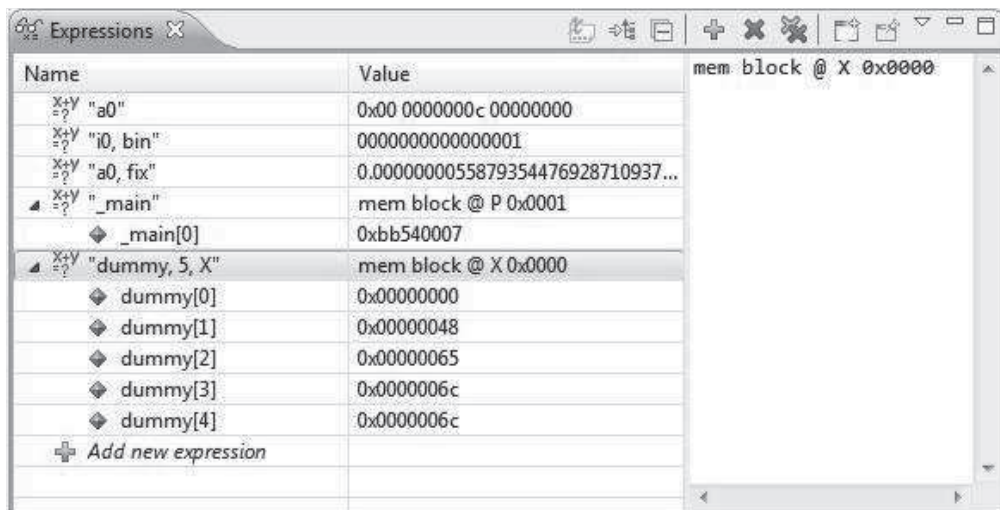 Expressions
Name Value
"a0" 0x00 0000000c 00000000
"i0, bin" 0000000000000001
"a0, fix" 0.0000000055879354476928710937...
"_main" mem block @ P 0x0001
_main[0] 0xbb540007
"dummy, 5, X" mem block @ X 0x0000
dummy[0] 0x00000000
dummy[1] 0x00000048
dummy[2] 0x00000065
dummy[3] 0x0000006c
dummy[4] 0x0000006c
Add new expression
mem block @ X 0x0000